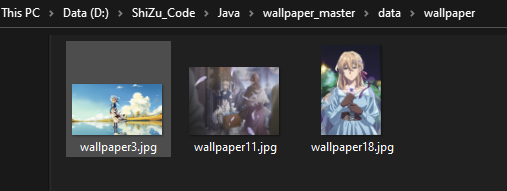 This PC > Data (D:) > ShiZu_Code > Java > wallpaper_master > data > wallpaper
wallpaper3.jpg
wallpaper11.jpg
wallpaper18.jpg